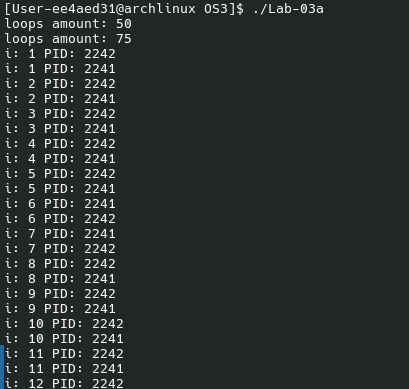 [User-ee4aed31@archlinux OS3]$ ./Lab-03a
loops amount: 50
loops amount: 75
i: 1 PID: 2242
i: 1 PID: 2241
i: 2 PID: 2242
i: 2 PID: 2241
i: 3 PID: 2242
i: 3 PID: 2241
i: 4 PID: 2242
i: 4 PID: 2241
i: 5 PID: 2242
i: 5 PID: 2241
i: 6 PID: 2241
i: 6 PID: 2242
i: 7 PID: 2241
i: 7 PID: 2242
i: 8 PID: 2242
i: 8 PID: 2241
i: 9 PID: 2242
i: 9 PID: 2241
i: 10 PID: 2242
i: 10 PID: 2241
i: 11 PID: 2242
i: 11 PID: 2241
i: 12 PID: 2242